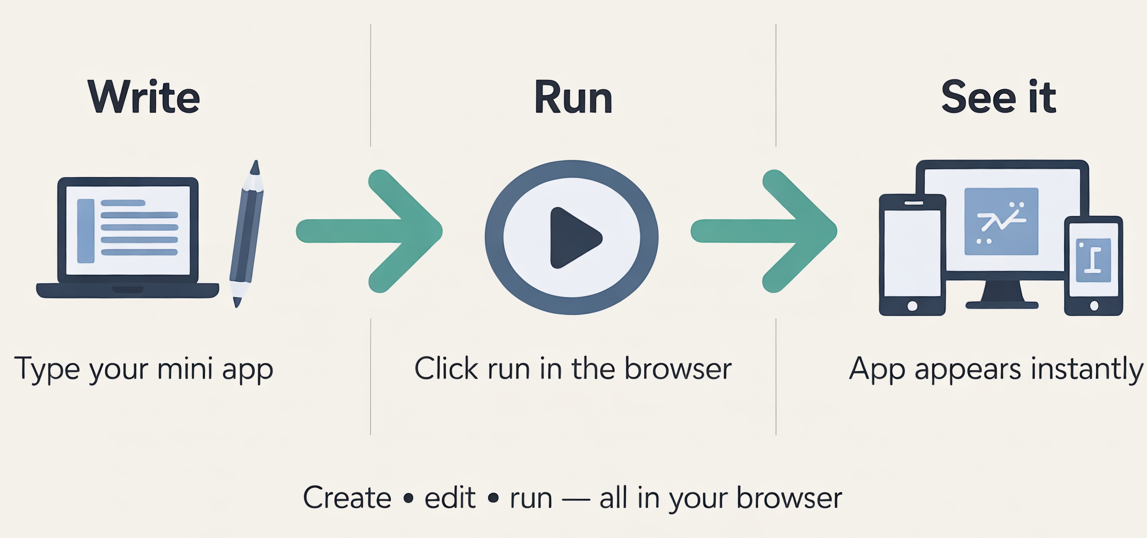 Write
Run
See it
Type your mini app
Click run in the browser
App appears instantly
Create • edit • run — all in your browser